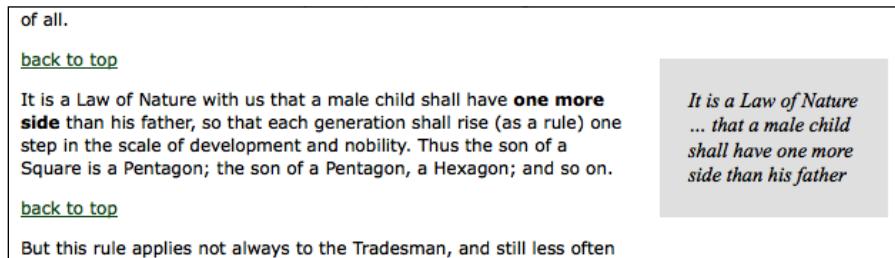 of all.
back to top
It is a Law of Nature with us that a male child shall have one more
side than his father, so that each generation shall rise (as a rule) one
step in the scale of development and nobility. Thus the son of a
Square is a Pentagon; the son of a Pentagon, a Hexagon; and so on.
back to top
But this rule applies not always to the Tradesman, and still less often
It is a Law of Nature
... that a male child
shall have one more
side than his father